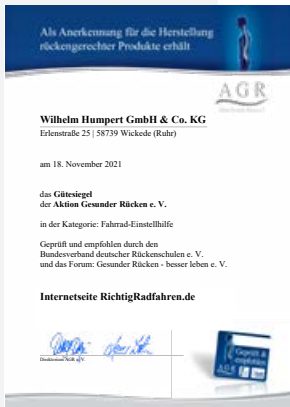 Als Anerkennung für die Herstellung
rückengerechter Produkte erhält
AGR
Wilhelm Humpert GmbH & Co. KG
Erlenstraße 25 | 58739 Wickede (Ruhr)
am 18. November 2021
das Gütesiegel
der Aktion Gesunder Rücken e. V.
in der Kategorie: Fahrrad-Einstellhilfe
Geprüft und empfohlen durch den
Bundesverband deutscher Rückenschulen e. V.
und das Forum: Gesunder Rücken - besser leben e. V.
Internetseite RichtigRadfahren.de
Direktorium AGR e. V.
Geprüft &
empfohlen
AGR